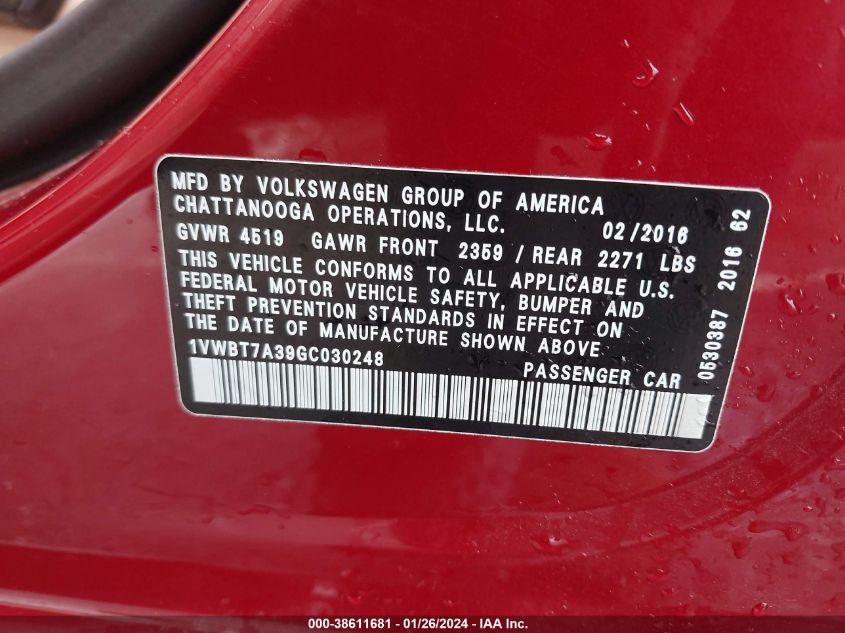 MFD BY VOLKSWAGEN GROUP OF AMERICA
CHATTANOOGA OPERATIONS, LLC. 02/2016
GVWR 4519 GAWR FRONT 2359 / REAR 2271 LBS
THIS VEHICLE CONFORMS TO ALL APPLICABLE U.S.
FEDERAL MOTOR VEHICLE SAFETY, BUMPER AND
THEFT PREVENTION STANDARDS IN EFFECT ON
THE DATE OF MANUFACTURE SHOWN ABOVE
1VWBT7A39GC030248 PASSENGER CAR
0530387 2016 62
000-38611681 - 01/26/2024 - IAA Inc.